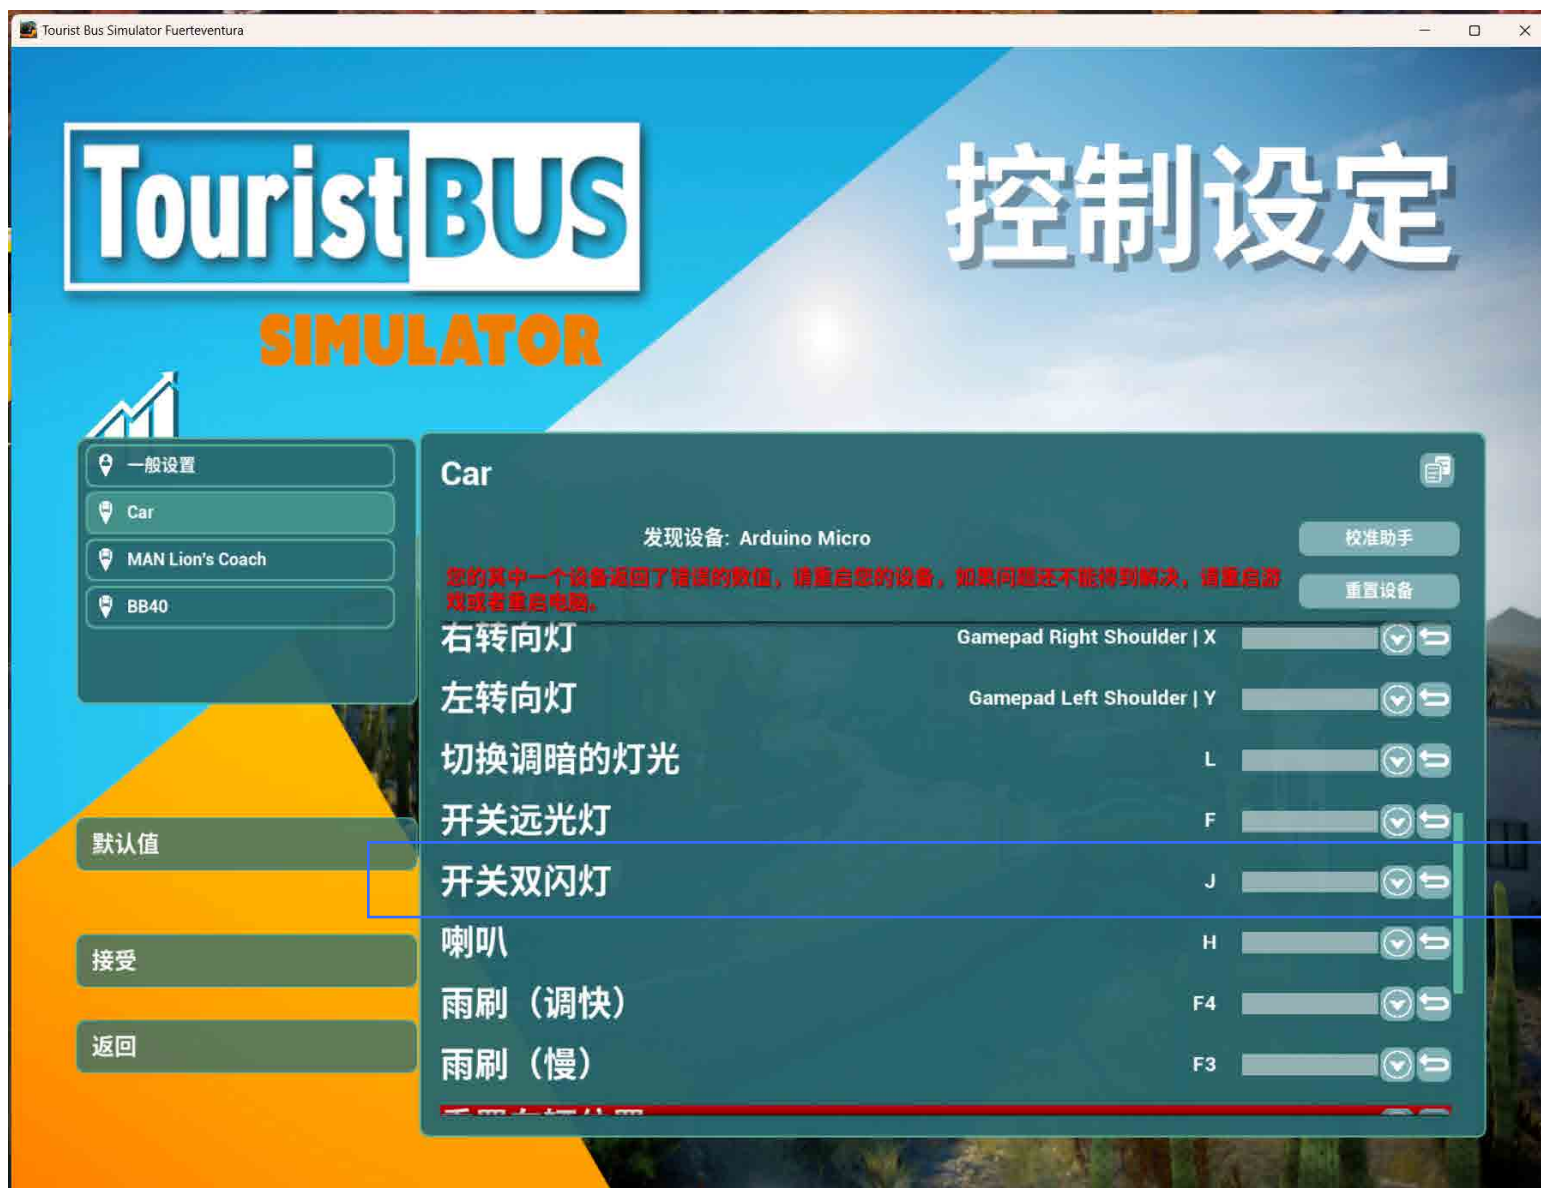 Tourist Bus Simulator Fuerteventura
Tourist BUS
SIMULATOR
控制设定
一般设置
Car
MAN Lion's Coach
BB40
默认值
接受
返回
Car
发现设备: Arduino Micro
校准助手
您的其中一个设备返回了错误的数值，请重启您的设备，如果问题还不能得到解决，请重启游
戏或者重启电脑。
重置设备
右转向灯 Gamepad Right Shoulder | X
左转向灯 Gamepad Left Shoulder | Y
切换调暗的灯光 L
开关远光灯 F
开关双闪灯 J
喇叭 H
雨刷（调快） F4
雨刷（慢） F3